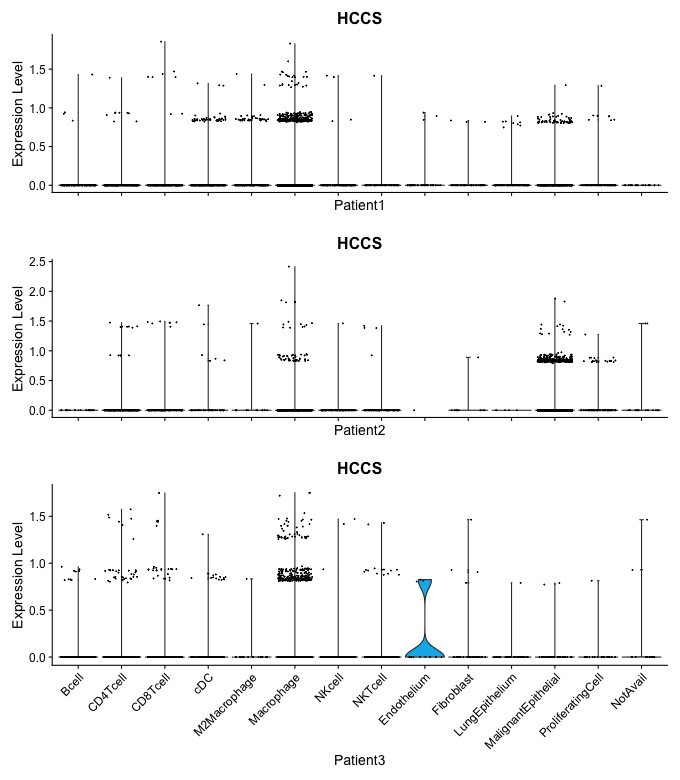 HCCS
Expression Level
1.5
1.0
0.5
0.0
Patient1
HCCS
Expression Level
2.5
2.0
1.5
1.0
0.5
0.0
Patient2
HCCS
Expression Level
1.5
1.0
0.5
0.0
Bcell
CD4Tcell
CD8Tcell
cDC
M2Macrophage
Macrophage
NKcell
NKTcell
Endothelium
Fibroblast
LungEpithelium
MalignantEpithelial
ProliferatingCell
NotAvail
Patient3